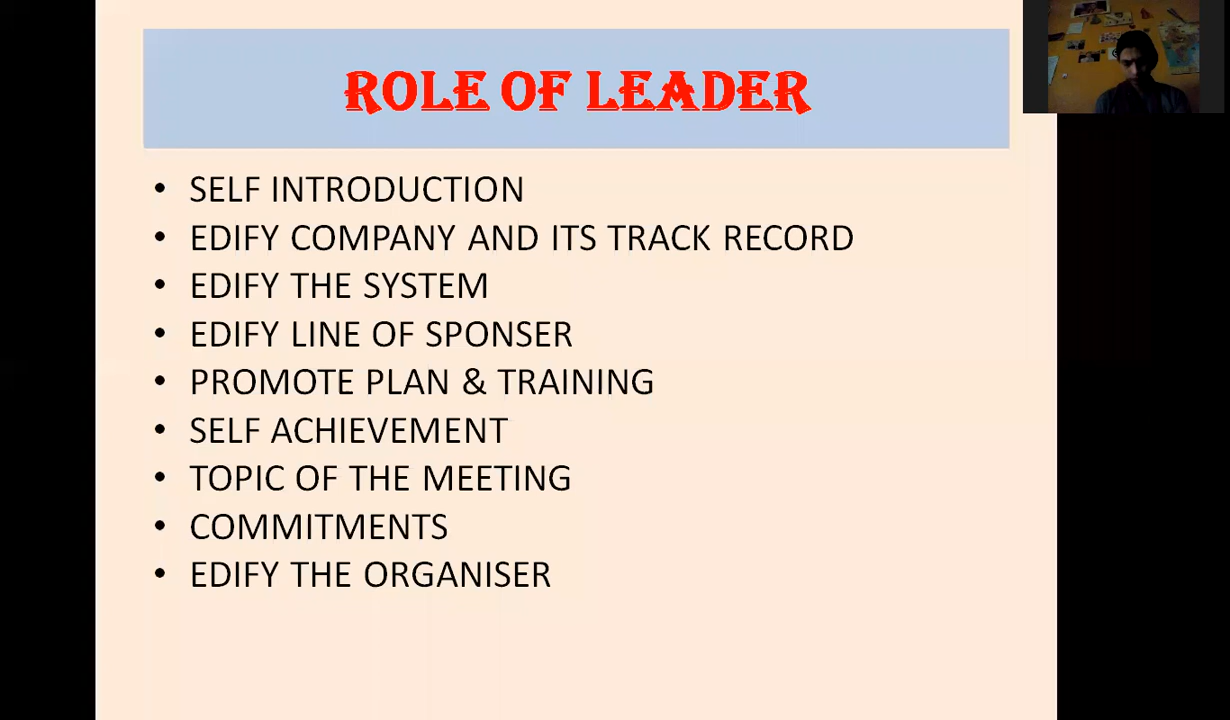 ROLE OF LEADER
• SELF INTRODUCTION
• EDIFY COMPANY AND ITS TRACK RECORD
• EDIFY THE SYSTEM
• EDIFY LINE OF SPONSER
• PROMOTE PLAN & TRAINING
• SELF ACHIEVEMENT
• TOPIC OF THE MEETING
• COMMITMENTS
• EDIFY THE ORGANISER